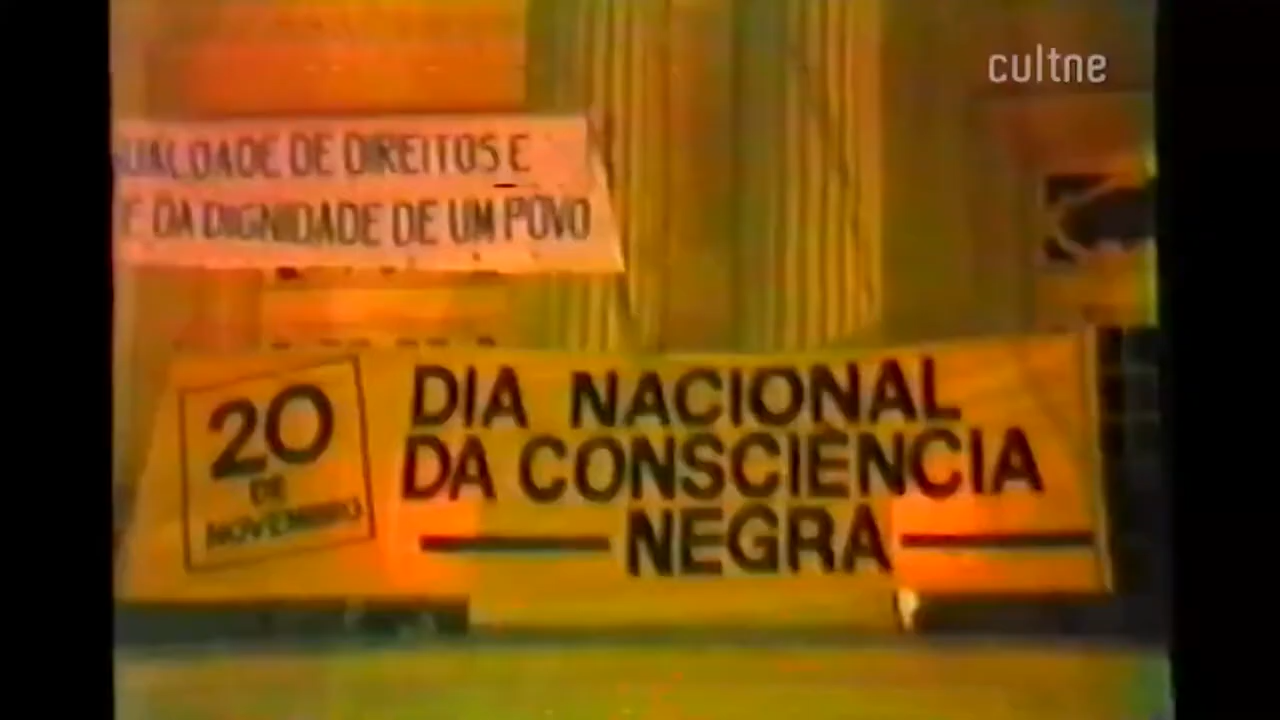 cultne
UALDADE DE DIREITOS E
E DA DIGNIDADE DE UM POVO
20
DE
NOVEMBRO
DIA NACIONAL
DA CONSCIÊNCIA
NEGRA